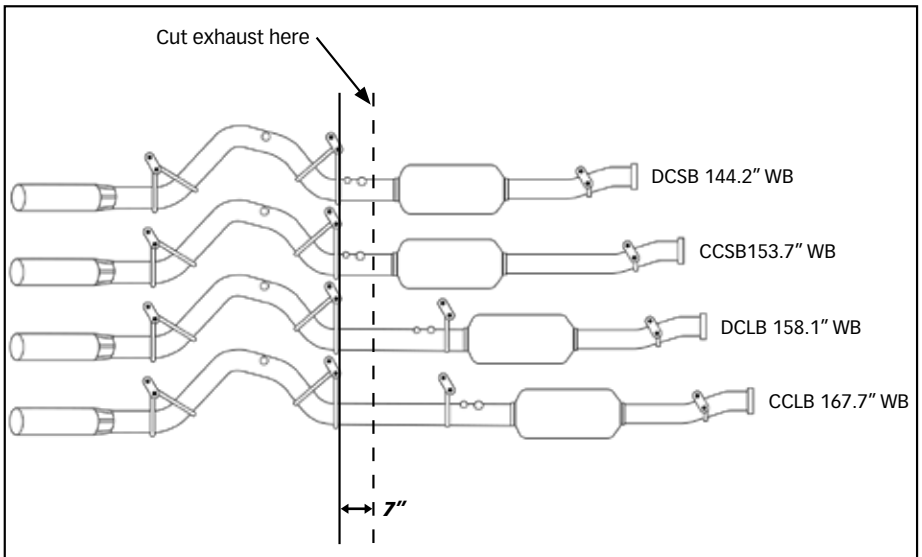 Cut exhaust here
DCSB 144.2" WB
CCSB153.7" WB
DCLB 158.1" WB
CCLB 167.7" WB
7"